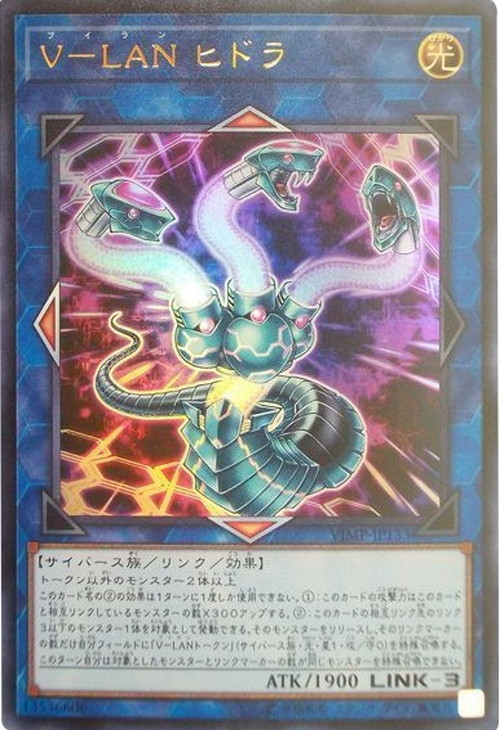 ブイラン
V－LAN ヒドラ
ひかり
光
VJMP-JP133
【サイバース族／リンク／効果】
トークン以外のモンスター2体以上
このカード名の②の効果は1ターンに1度しか使用できない。①：このカードの攻撃力はこのカード
と相互リンクしているモンスターの数×300アップする。②：このカードの相互リンク先のリンク
3以下のモンスター1体を対象として発動できる。そのモンスターをリリースし、そのリンクマーカー
の数だけ自分フィールドに「V－LANトークン」（サイバース族・光・星1・攻／守0）を特殊召喚する。
このターン自分は対象としたモンスターとリンクマーカーの数が同じモンスターを特殊召喚できない。
ATK/1900 LINK-3
13536606